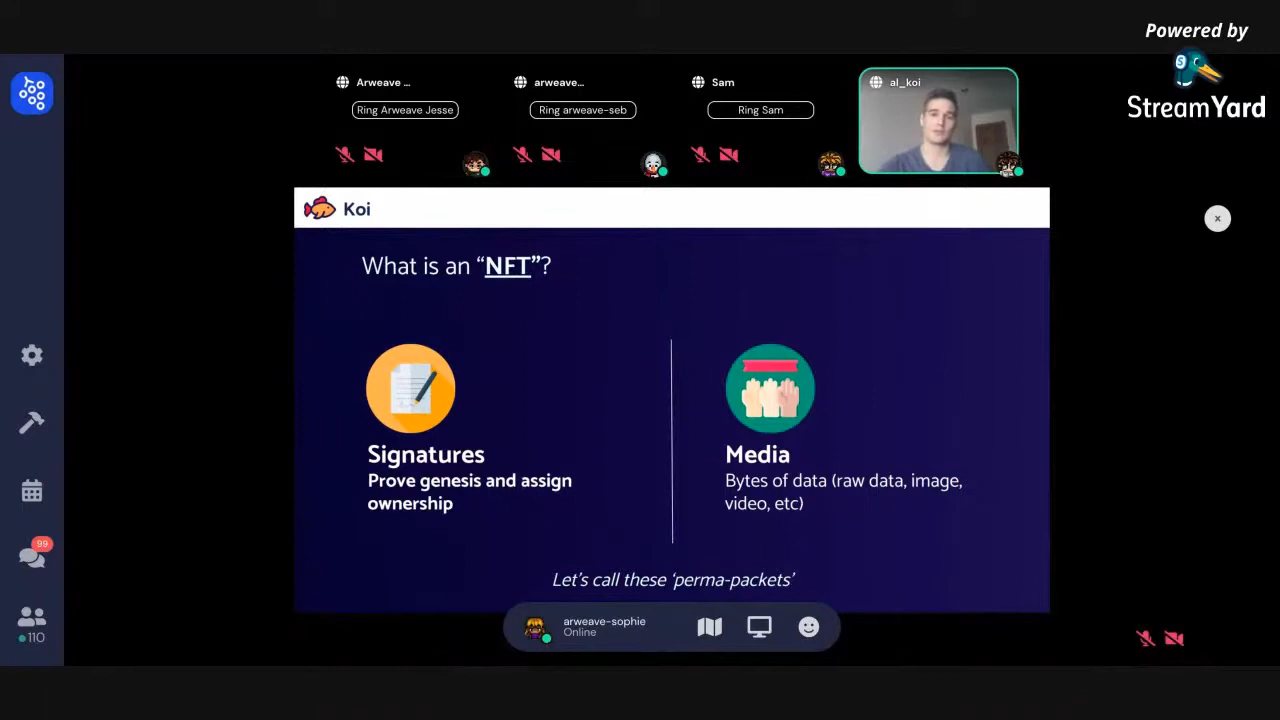 Powered by
StreamYard
Arweave ...
Ring Arweave Jesse
arweave...
Ring arweave-seb
Sam
Ring Sam
al_koi
Koi
What is an “NFT”?
Signatures
Prove genesis and assign
ownership
Media
Bytes of data (raw data, image,
video, etc)
Let’s call these ‘perma-packets’
arweave-sophie
Online
99
110